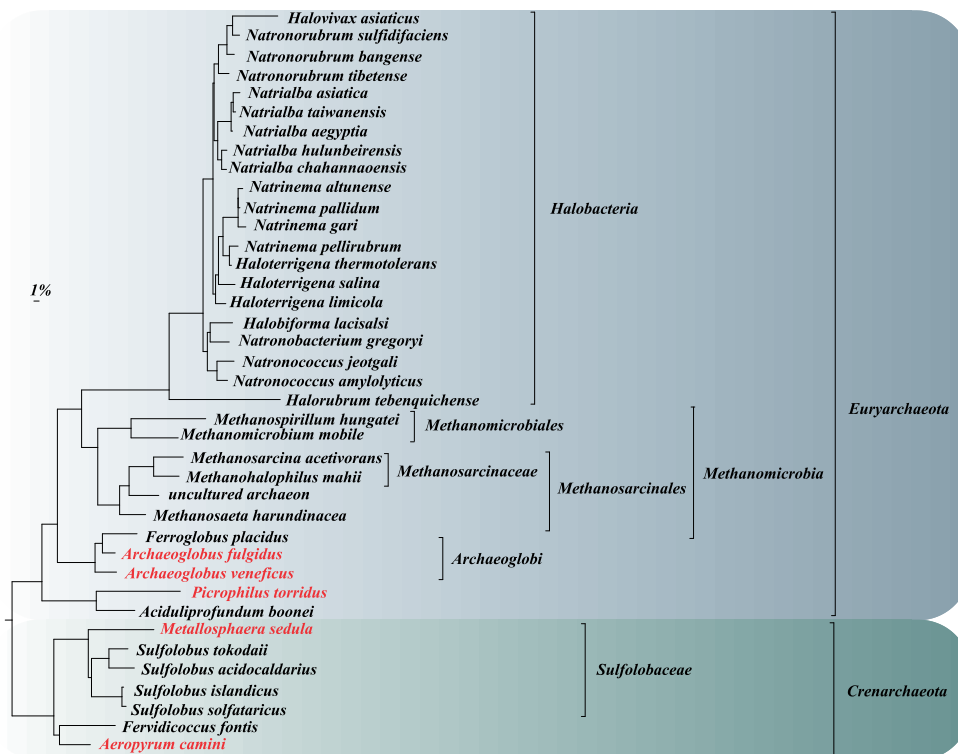 Halovivax asiaticus
Natronorubrum sulfidifaciens
Natronorubrum bangense
Natronorubrum tibetense
Natrialba asiatica
Natrialba taiwanensis
Natrialba aegyptia
Natrialba hulunbeirensis
Natrialba chahannaoensis
Natrinema altunense
Natrinema pallidum
Halobacteria
Natrinema gari
Natrinema pellirubrum
Haloterrigena thermotolerans
Haloterrigena salina
1%
Haloterrigena limicola
Halobiforma lacisalsi
Natronobacterium gregoryi
Natronococcus jeotgali
Natronococcus amylolyticus
Halorubrum tebenquichense
Euryarchaeota
Methanospirillum hungatei
Methanomicrobiales
Methanomicrobium mobile
Methanosarcina acetivorans
Methanosarcinaceae
Methanomicrobia
Methanohalophilus mahii
Methanosarcinales
uncultured archaeon
Methanosaeta harundinacea
Ferroglobus placidus
Archaeoglobus fulgidus
Archaeoglobi
Archaeoglobus veneficus
Picrophilus torridus
Aciduliprofundum boonei
Metallosphaera sedula
Sulfolobus tokodaii
Sulfolobus acidocaldarius
Sulfolobaceae
Sulfolobus islandicus
Crenarchaeota
Sulfolobus solfataricus
Fervidicoccus fontis
Aeropyrum camini